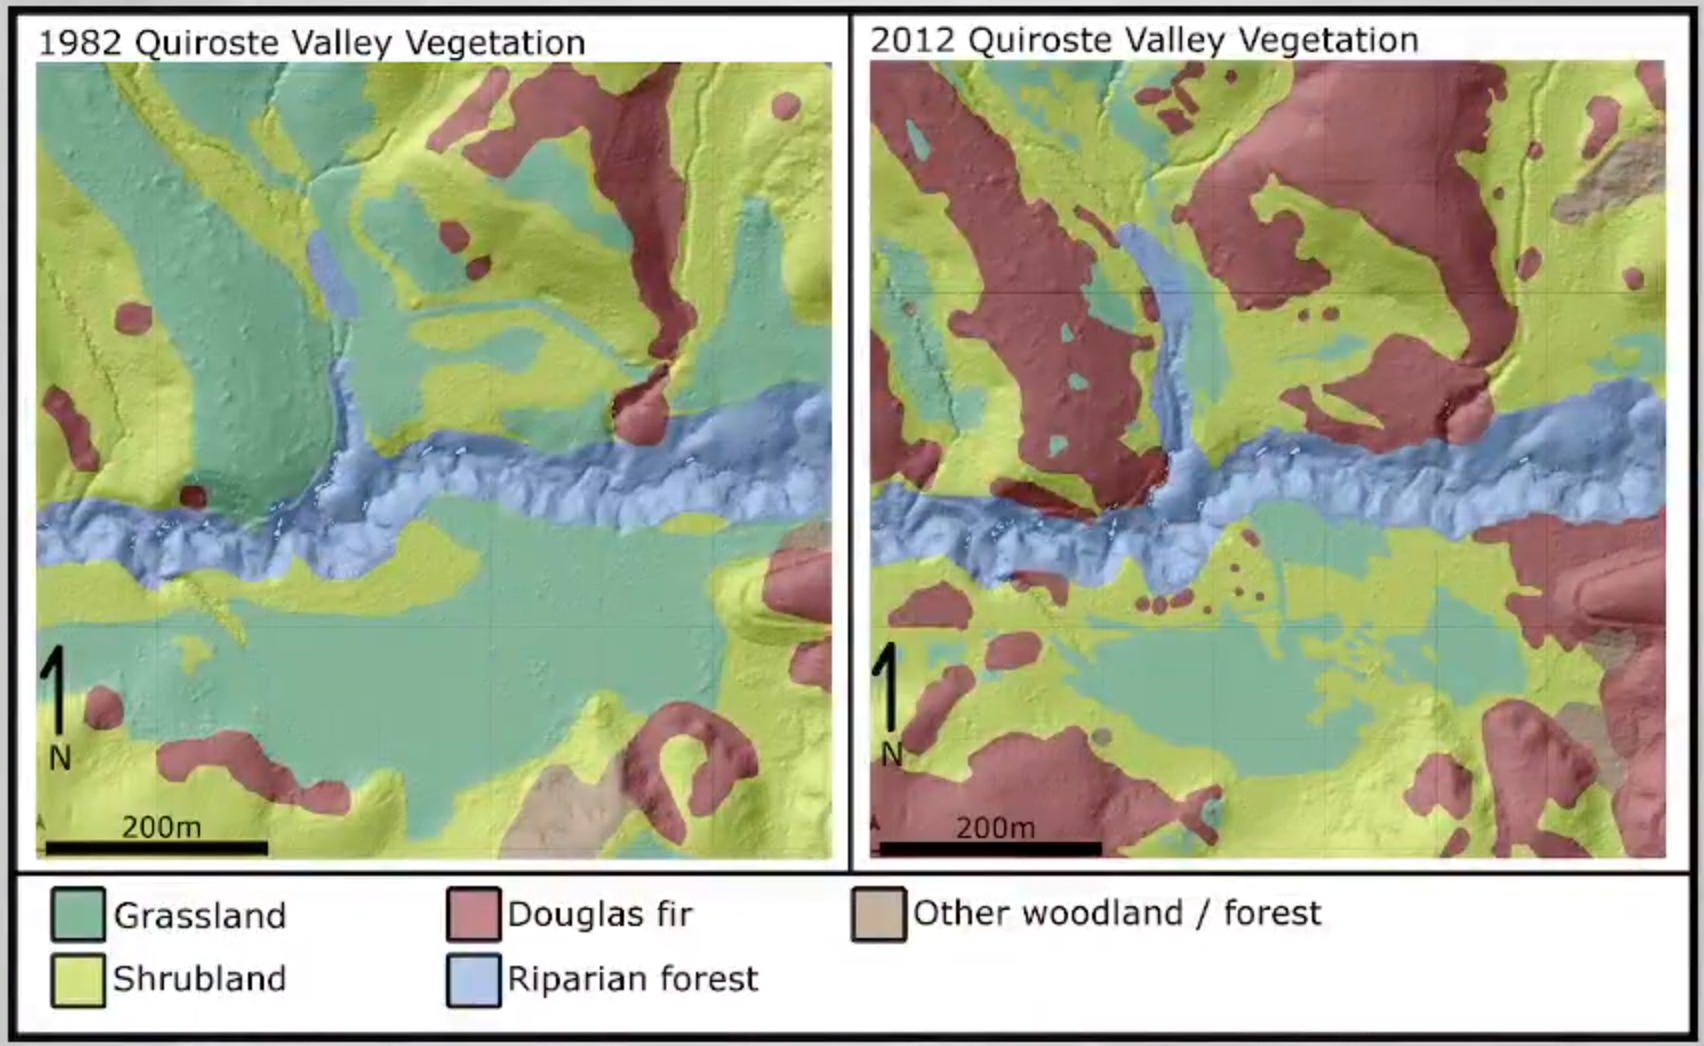 1982 Quiroste Valley Vegetation
2012 Quiroste Valley Vegetation
N
200m
N
200m
Grassland
Douglas fir
Other woodland / forest
Shrubland
Riparian forest